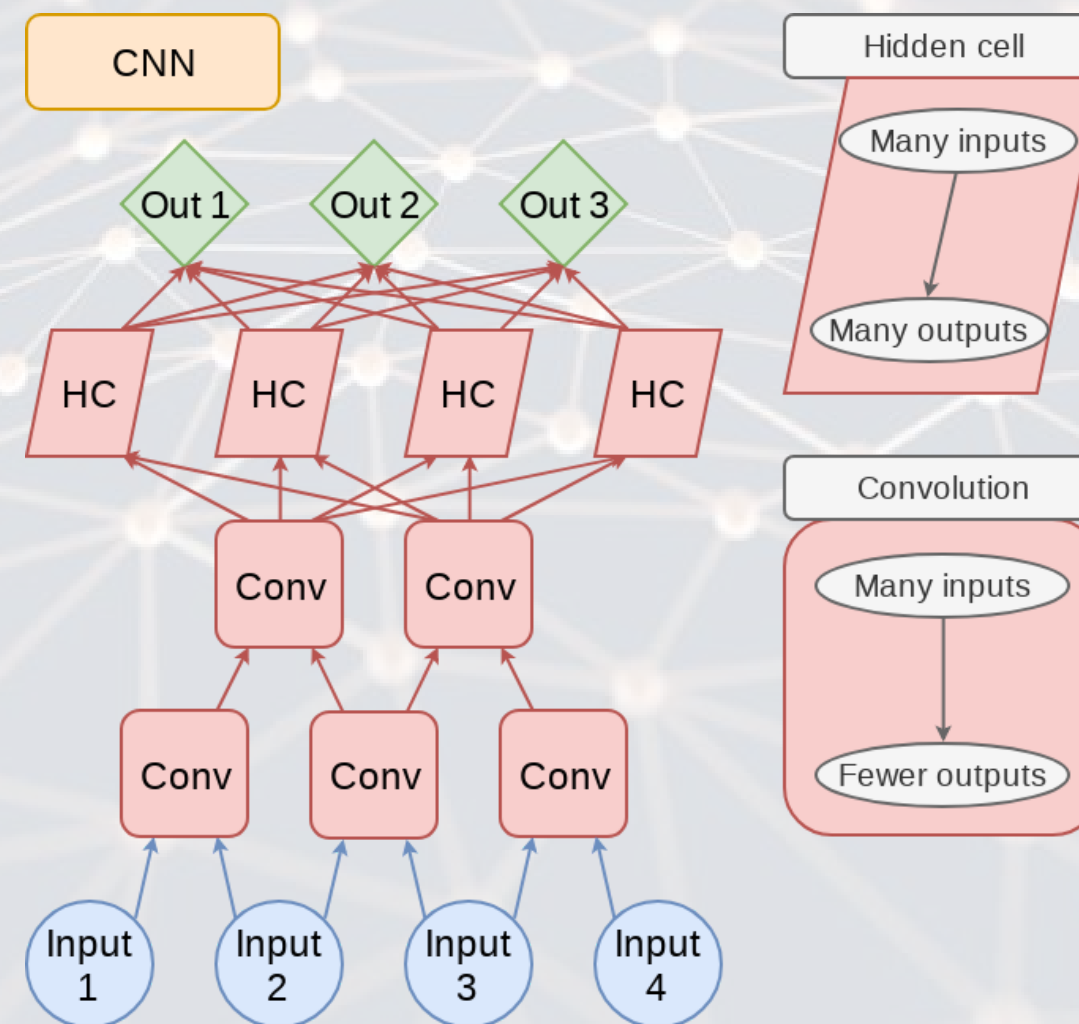 CNN
Hidden cell
Many inputs
Many outputs
Out 1 Out 2 Out 3
HC HC HC HC
Convolution
Many inputs
Fewer outputs
Conv Conv
Conv Conv Conv
Input Input Input Input
1 2 3 4